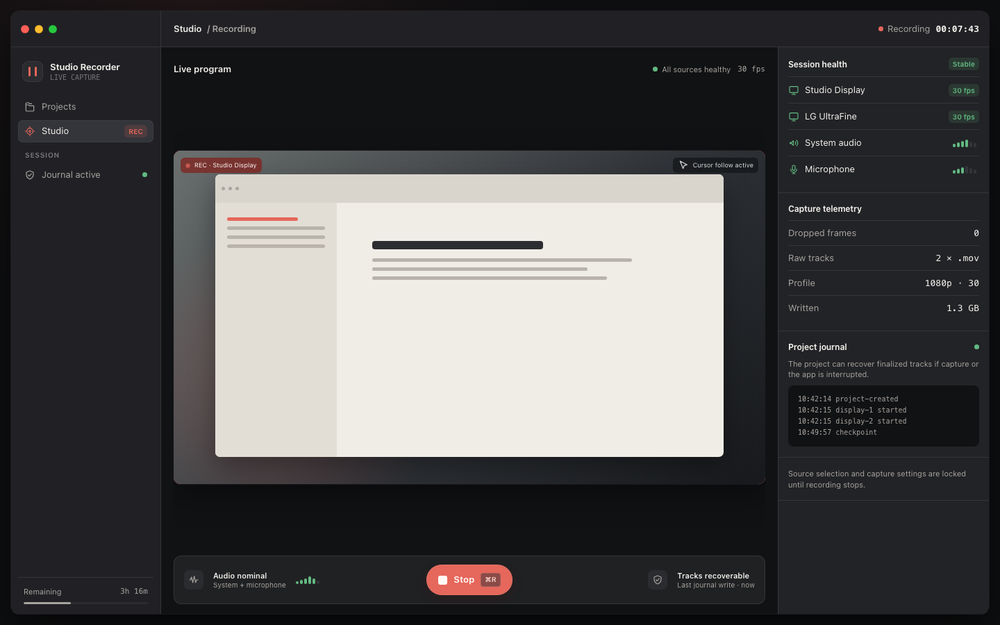 Studio / Recording
Recording 00:07:43
Studio Recorder
LIVE CAPTURE
Projects
Studio REC
SESSION
Journal active
Remaining 3h 16m
Live program
All sources healthy 30 fps
REC · Studio Display
Cursor follow active
Audio nominal
System + microphone
Stop ⌘R
Tracks recoverable
Last journal write · now
Session health Stable
Studio Display 30 fps
LG UltraFine 30 fps
System audio
Microphone
Capture telemetry
Dropped frames 0
Raw tracks 2 × .mov
Profile 1080p · 30
Written 1.3 GB
Project journal
The project can recover finalized tracks if capture or
the app is interrupted.
10:42:14 project-created
10:42:15 display-1 started
10:42:15 display-2 started
10:49:57 checkpoint
Source selection and capture settings are locked
until recording stops.